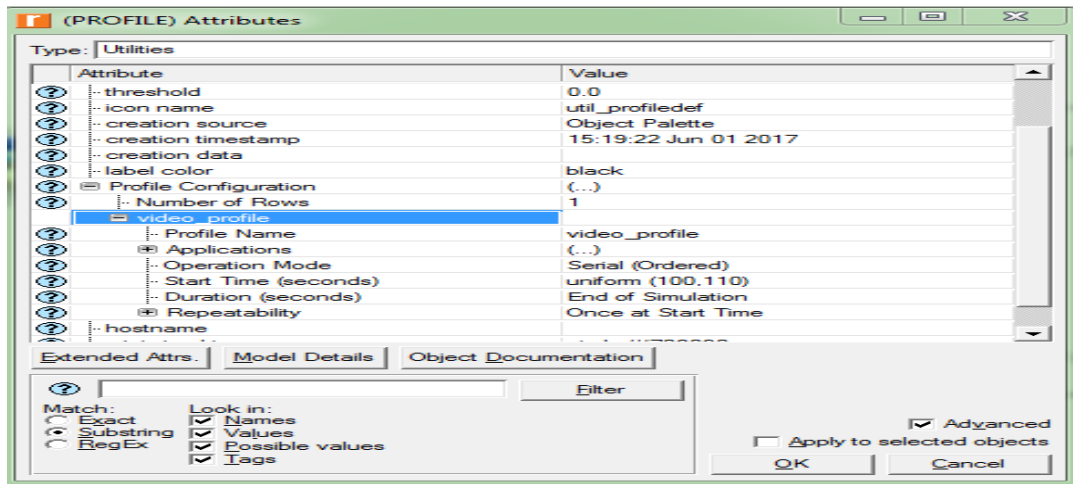 (PROFILE) Attributes
Type: Utilities
Attribute Value
threshold 0.0
icon name util_profiledef
creation source Object Palette
creation timestamp 15:19:22 Jun 01 2017
creation data
label color black
Profile Configuration (...)
Number of Rows 1
video_profile
Profile Name video_profile
Applications (...)
Operation Mode Serial (Ordered)
Start Time (seconds) uniform (100,110)
Duration (seconds) End of Simulation
Repeatability Once at Start Time
hostname
Extended Attrs. Model Details Object Documentation
Filter
Match: Look in:
Exact Names
Substring Values
RegEx Possible values
Tags
Advanced
Apply to selected objects
OK Cancel